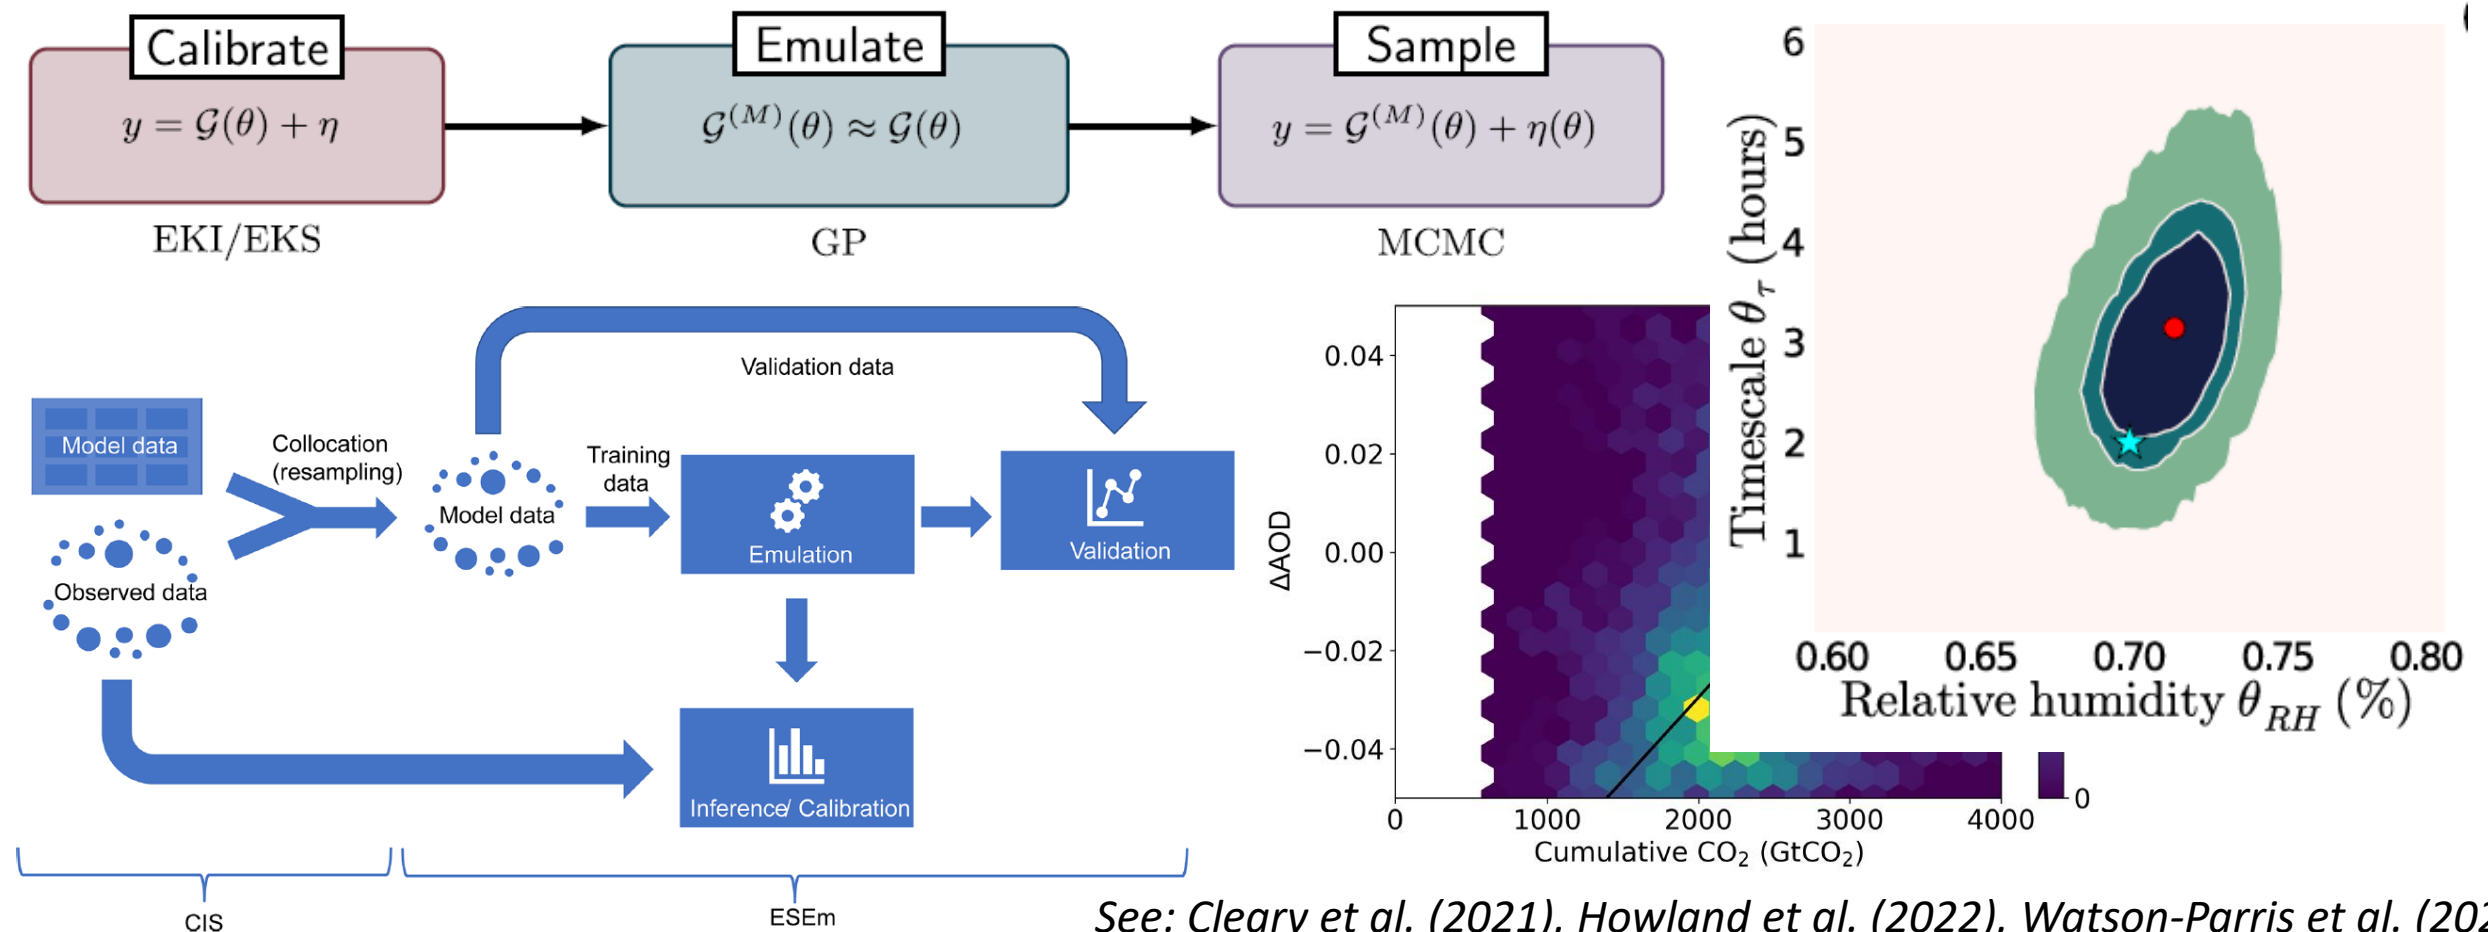 Calibrate
y = 𝒢(θ) + η
EKI/EKS
Emulate
𝒢^(M)(θ) ≈ 𝒢(θ)
GP
Sample
y = 𝒢^(M)(θ) + η(θ)
MCMC
Validation data
Model data
Collocation
(resampling)
Observed data
Model data
Training
data
Emulation
Validation
Inference/ Calibration
CIS
ESEm
ΔAOD
0.04
0.02
0.00
−0.02
−0.04
0
1000
2000
3000
4000
Cumulative CO₂ (GtCO₂)
0
Timescale θ_τ (hours)
6
5
4
3
2
1
0.60
0.65
0.70
0.75
0.80
Relative humidity θ_RH (%)
See: Cleary et al. (2021), Howland et al. (2022), Watson-Parris et al.